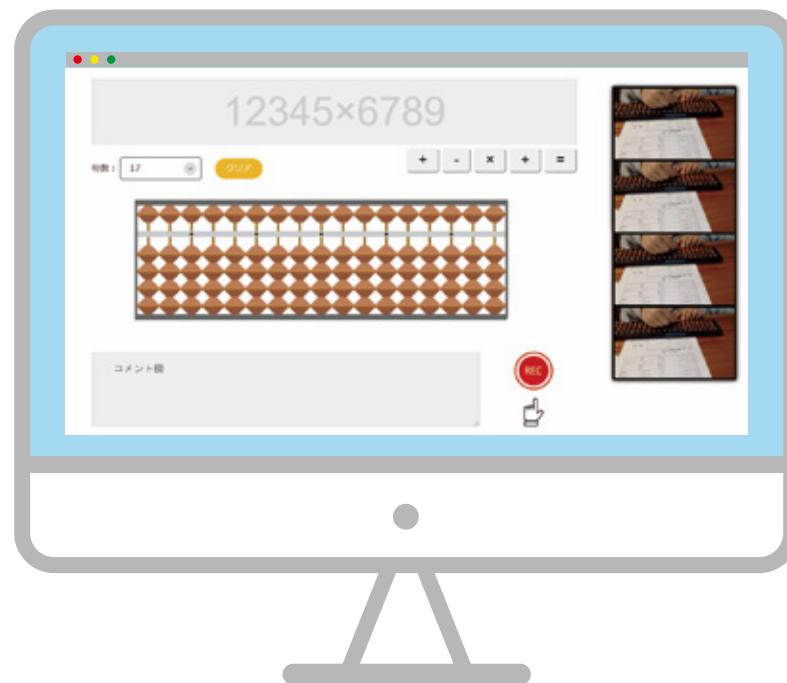 12345×6789
桁数： 17
クリア
+ - × ÷ =
コメント欄
REC